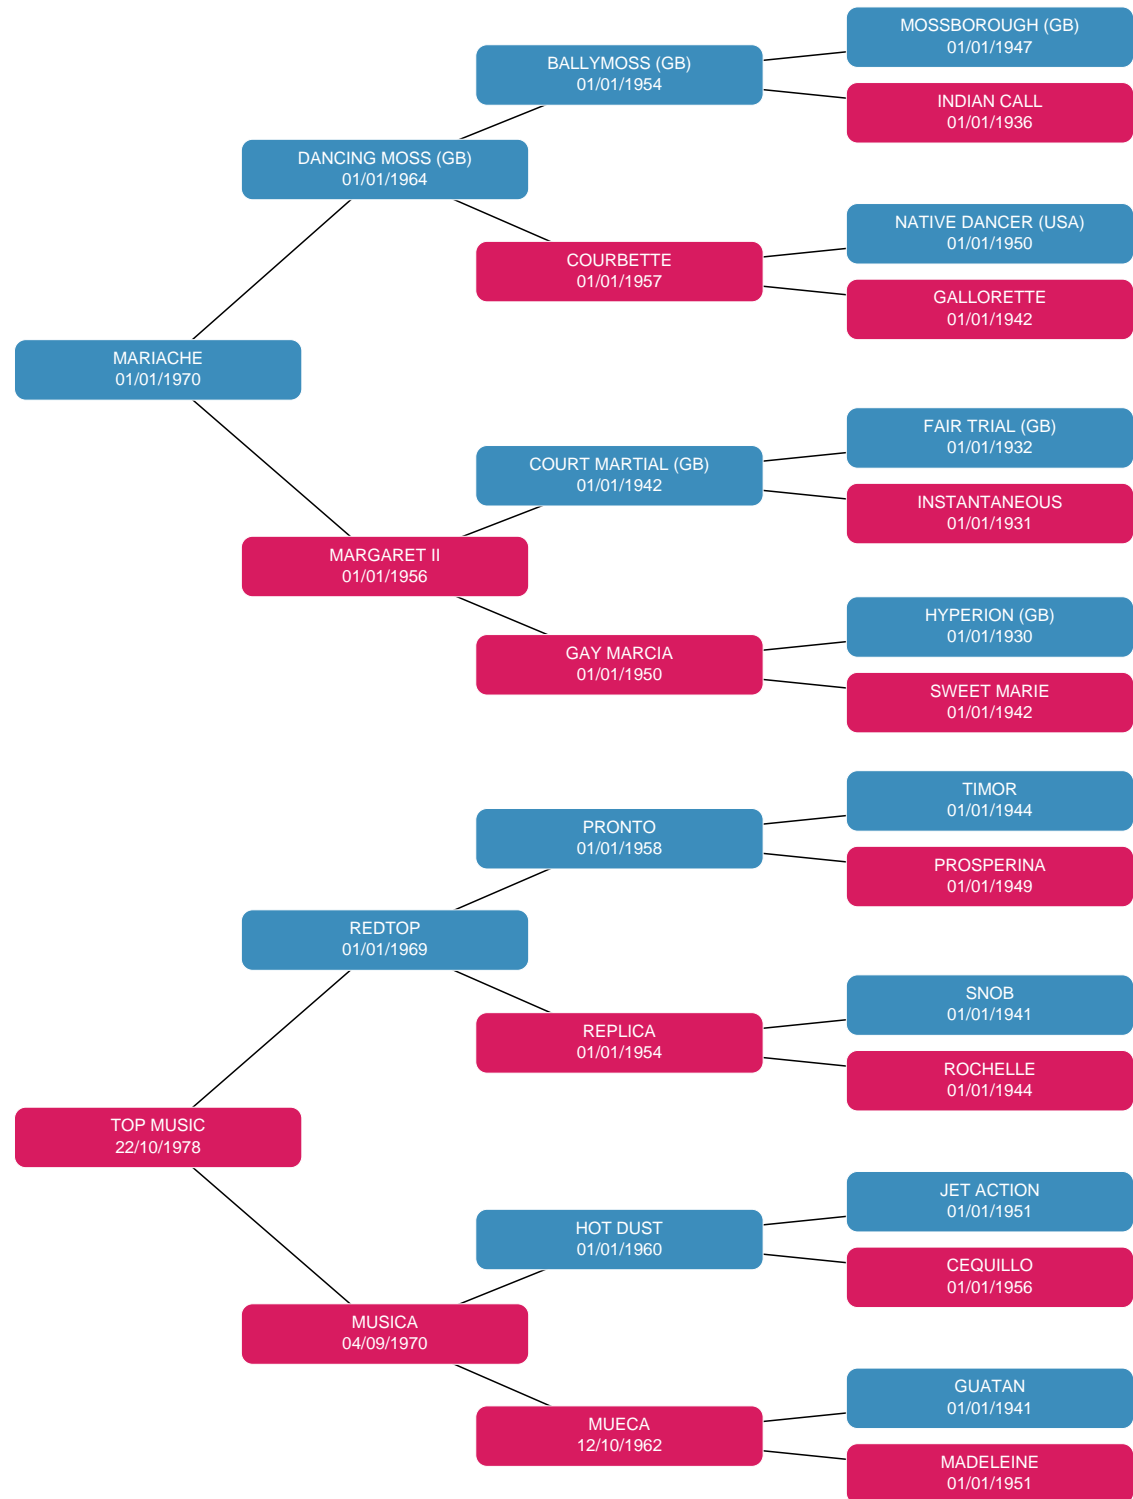 MOSSBOROUGH (GB)
01/01/1947
BALLYMOSS (GB)
01/01/1954
INDIAN CALL
01/01/1936
DANCING MOSS (GB)
01/01/1964
NATIVE DANCER (USA)
01/01/1950
COURBETTE
01/01/1957
GALLORETTE
01/01/1942
MARIACHE
01/01/1970
FAIR TRIAL (GB)
01/01/1932
COURT MARTIAL (GB)
01/01/1942
INSTANTANEOUS
01/01/1931
MARGARET II
01/01/1956
HYPERION (GB)
01/01/1930
GAY MARCIA
01/01/1950
SWEET MARIE
01/01/1942
TIMOR
01/01/1944
PRONTO
01/01/1958
PROSPERINA
01/01/1949
REDTOP
01/01/1969
SNOB
01/01/1941
REPLICA
01/01/1954
ROCHELLE
01/01/1944
TOP MUSIC
22/10/1978
JET ACTION
01/01/1951
HOT DUST
01/01/1960
CEQUILLO
01/01/1956
MUSICA
04/09/1970
GUATAN
01/01/1941
MUECA
12/10/1962
MADELEINE
01/01/1951